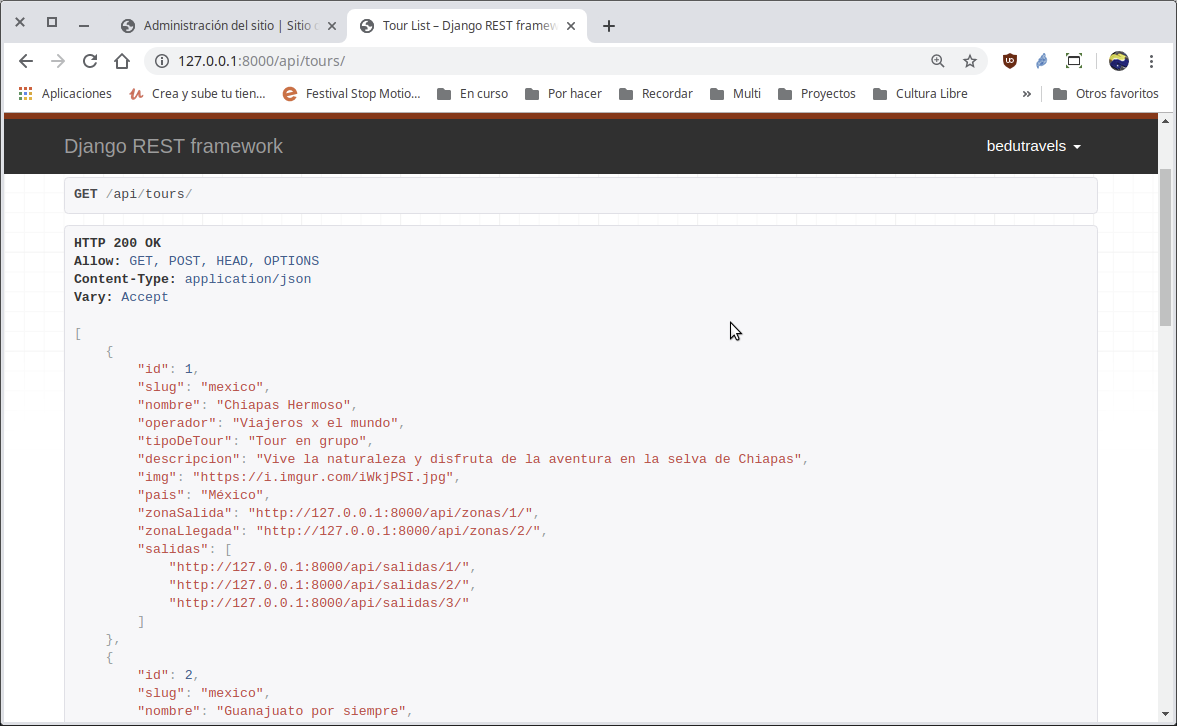 Administración del sitio | Sitio
Tour List – Django REST framew
127.0.0.1:8000/api/tours/
Aplicaciones
Crea y sube tu tien...
Festival Stop Motio...
En curso
Por hacer
Recordar
Multi
Proyectos
Cultura Libre
»
Otros favoritos
Django REST framework
bedutravels
GET /api/tours/
HTTP 200 OK
Allow: GET, POST, HEAD, OPTIONS
Content-Type: application/json
Vary: Accept
[
{
"id": 1,
"slug": "mexico",
"nombre": "Chiapas Hermoso",
"operador": "Viajeros x el mundo",
"tipoDeTour": "Tour en grupo",
"descripcion": "Vive la naturaleza y disfruta de la aventura en la selva de Chiapas",
"img": "https://i.imgur.com/iWkjPSI.jpg",
"pais": "México",
"zonaSalida": "http://127.0.0.1:8000/api/zonas/1/",
"zonaLlegada": "http://127.0.0.1:8000/api/zonas/2/",
"salidas": [
"http://127.0.0.1:8000/api/salidas/1/",
"http://127.0.0.1:8000/api/salidas/2/",
"http://127.0.0.1:8000/api/salidas/3/"
]
},
{
"id": 2,
"slug": "mexico",
"nombre": "Guanajuato por siempre",